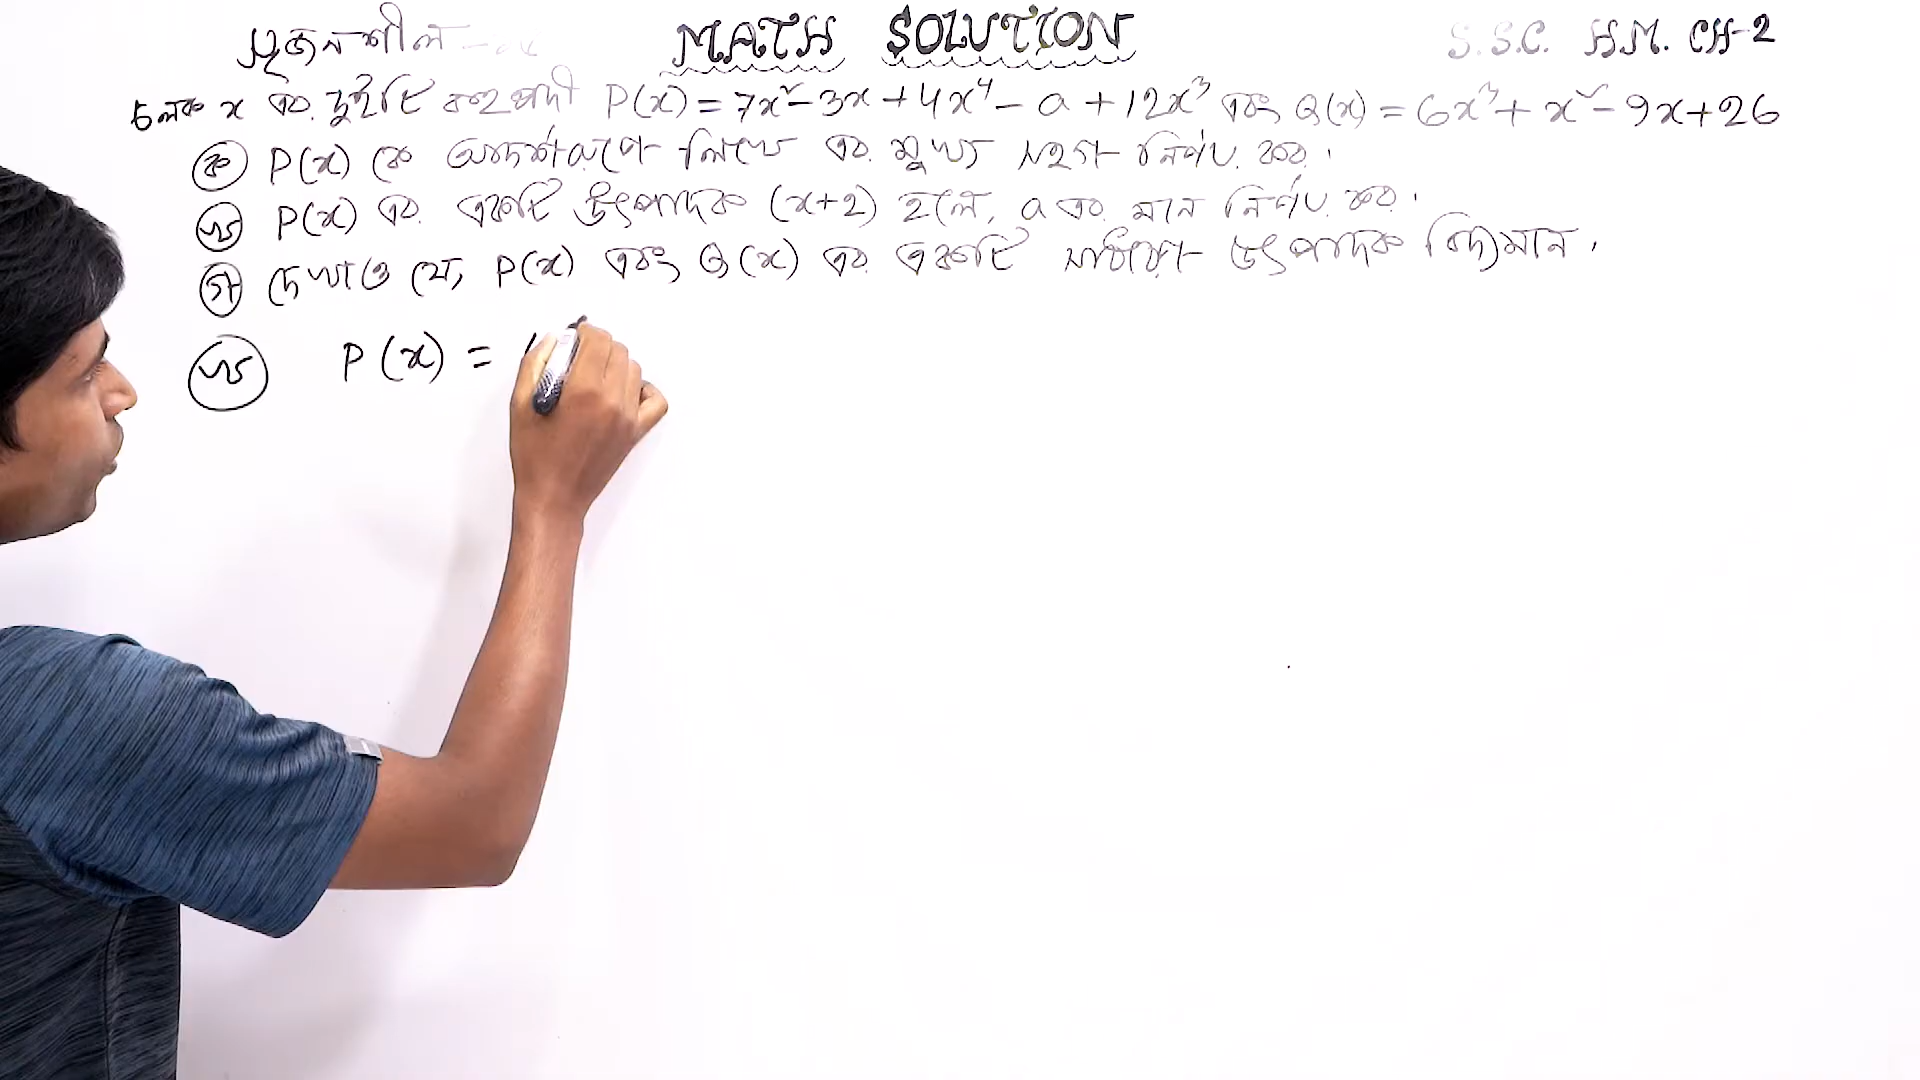 সৃজনশীল - MATH SOLUTION S.S.C. H.M. CH-2
চলক x এর দুইটি বহুপদী P(x) = 7x² - 3x + 4x⁴ - a + 12x³ এবং Q(x) = 6x³ + x² - 9x + 26
ক P(x) কে আদর্শরূপে লিখে এর মুখ্য সহগ নির্ণয় কর।
খ P(x) এর একটি উৎপাদক (x+2) হলে, a এর মান নির্ণয় কর।
গ দেখাও যে, P(x) এবং Q(x) এর একটি সাধারণ উৎপাদক বিদ্যমান।
খ P(x) =